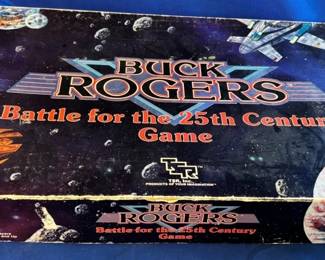 BUCK
ROGERS
Battle for the 25th Century
Game
TSR
TSR, Inc.
PRODUCTS OF YOUR IMAGINATION
BUCK
ROGERS
Battle for the 25th Century
Game